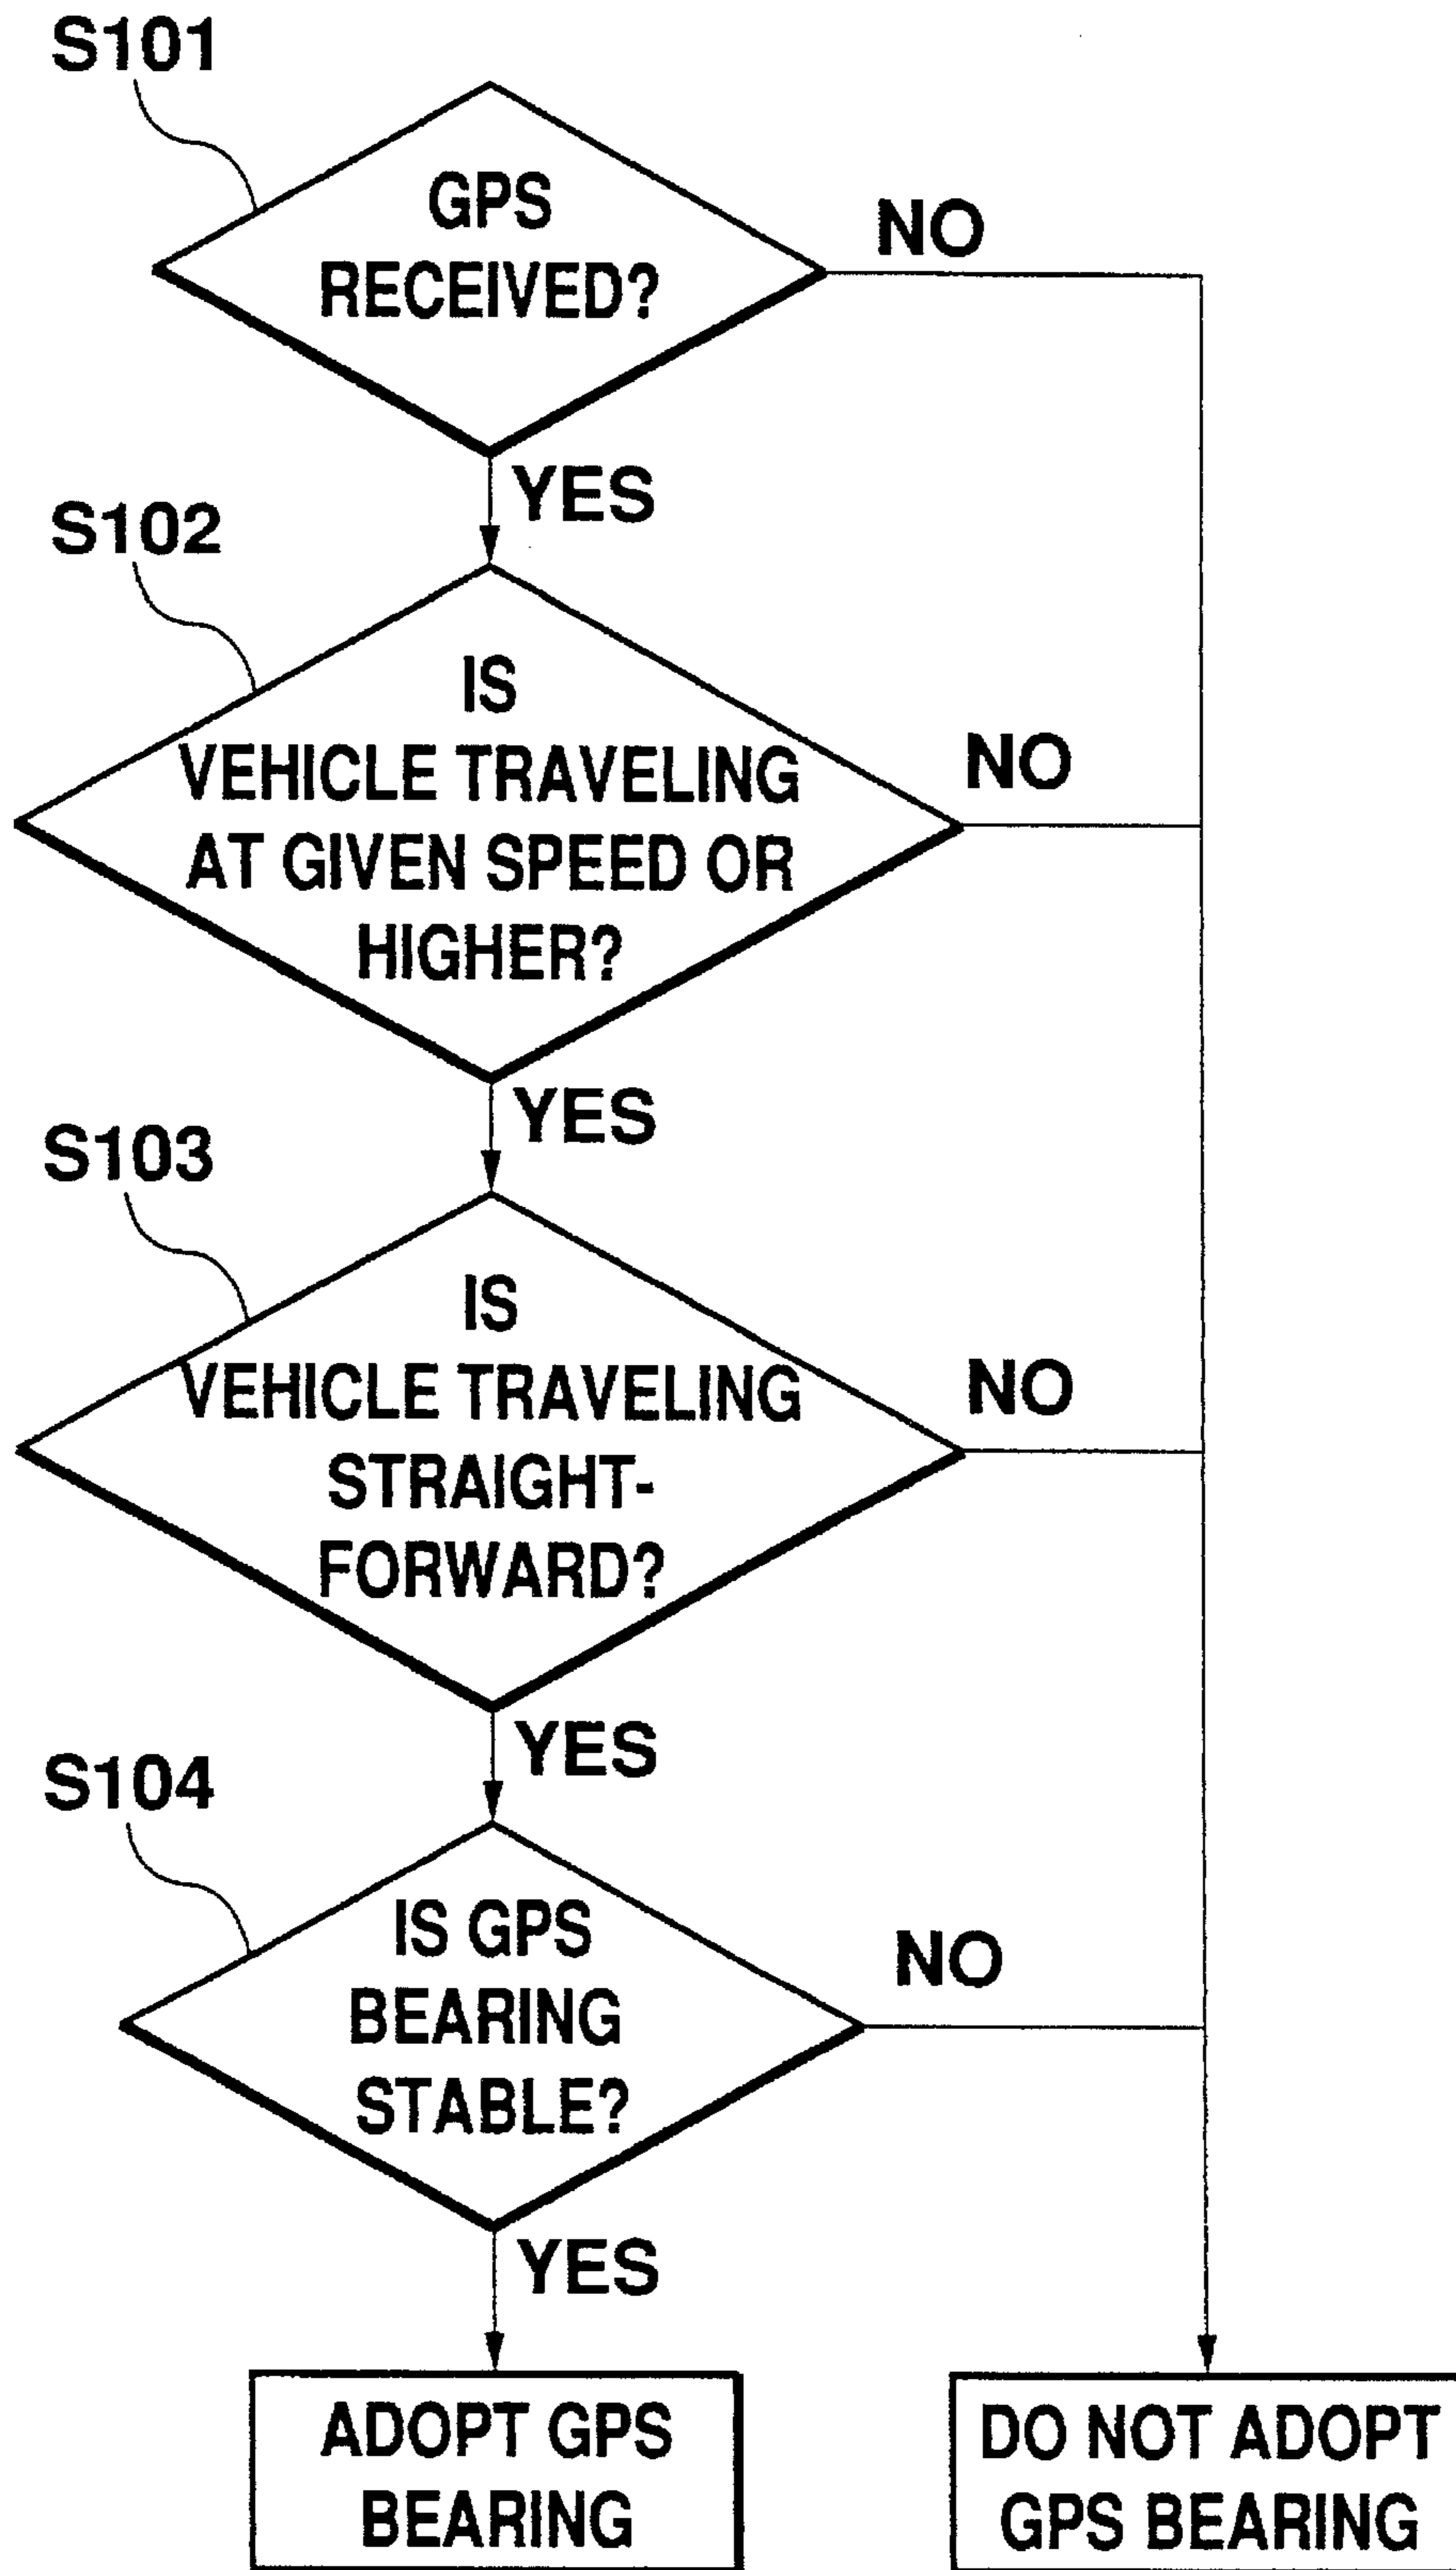 S101
GPS
RECEIVED?
NO
YES
S102
IS
VEHICLE TRAVELING
AT GIVEN SPEED OR
HIGHER?
NO
YES
S103
IS
VEHICLE TRAVELING
STRAIGHT-
FORWARD?
NO
YES
S104
IS GPS
BEARING
STABLE?
NO
YES
ADOPT GPS
BEARING
DO NOT ADOPT
GPS BEARING